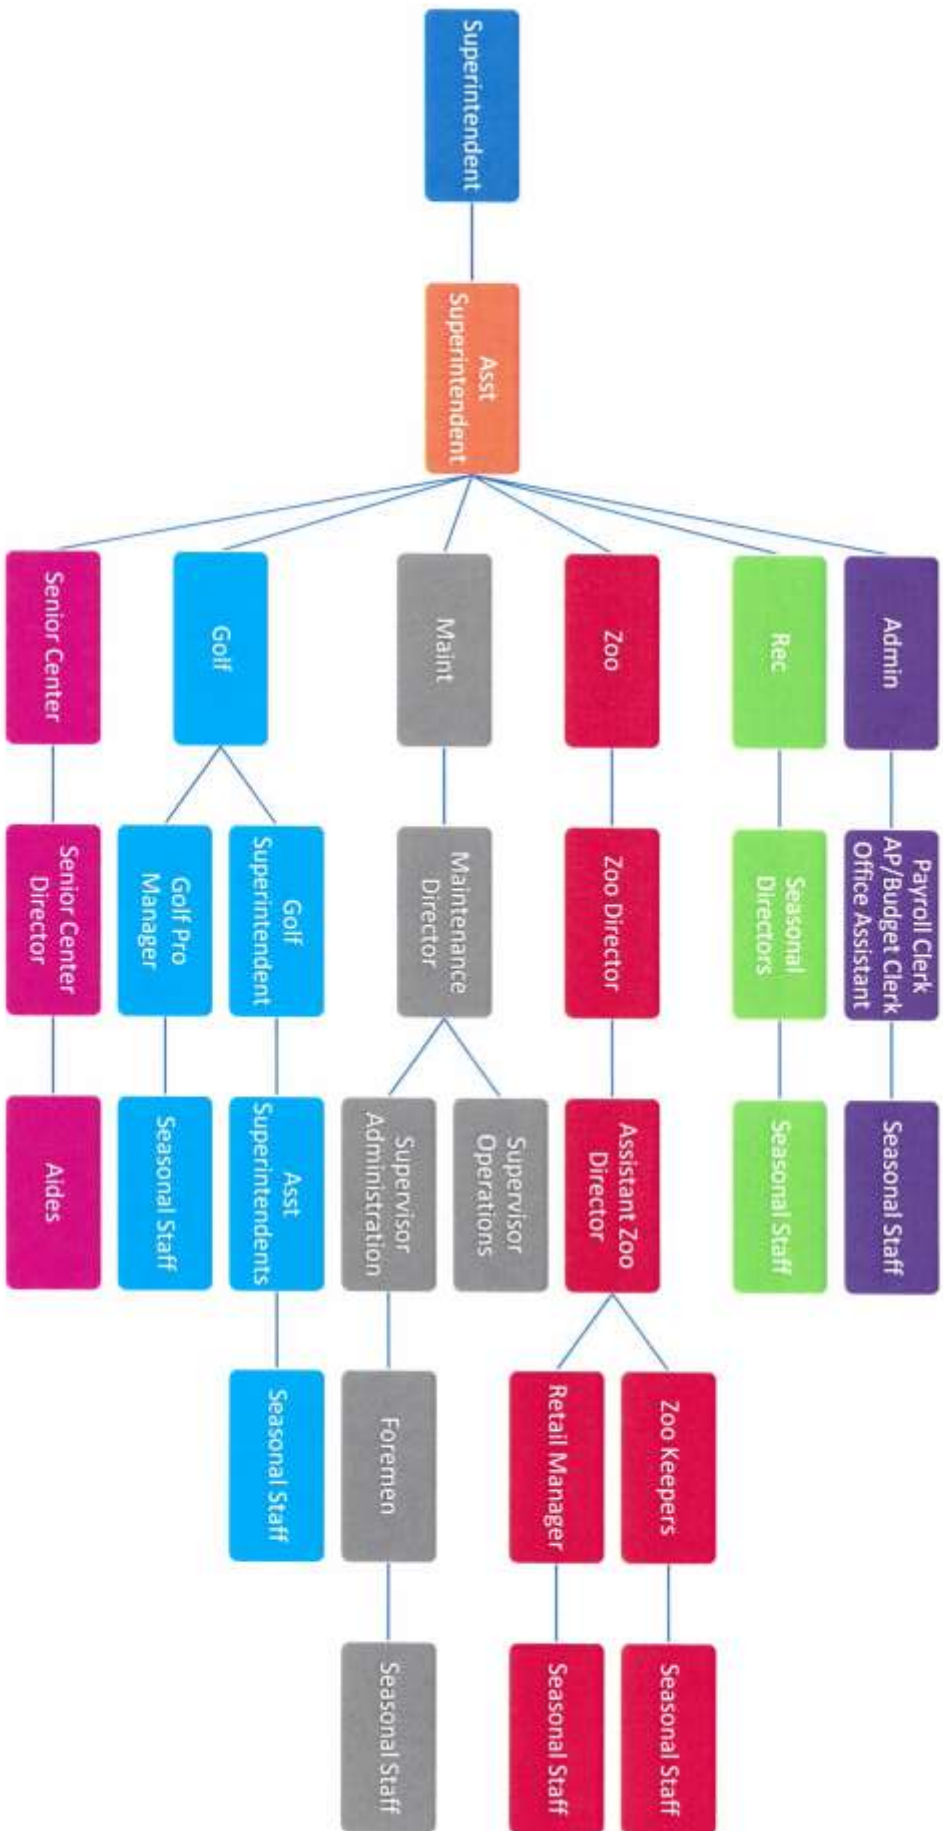 Superintendent
Asst
Superintendent
Admin
Payroll Clerk
AP/Budget Clerk
Office Assistant
Seasonal Staff
Rec
Seasonal
Directors
Seasonal Staff
Zoo
Zoo Director
Assistant Zoo
Director
Zoo Keepers
Seasonal Staff
Retail Manager
Seasonal Staff
Maint
Maintenance
Director
Supervisor
Operations
Supervisor
Administration
Foremen
Seasonal Staff
Golf
Golf
Superintendent
Asst
Superintendents
Seasonal Staff
Golf Pro
Manager
Seasonal Staff
Senior Center
Senior Center
Director
Aides